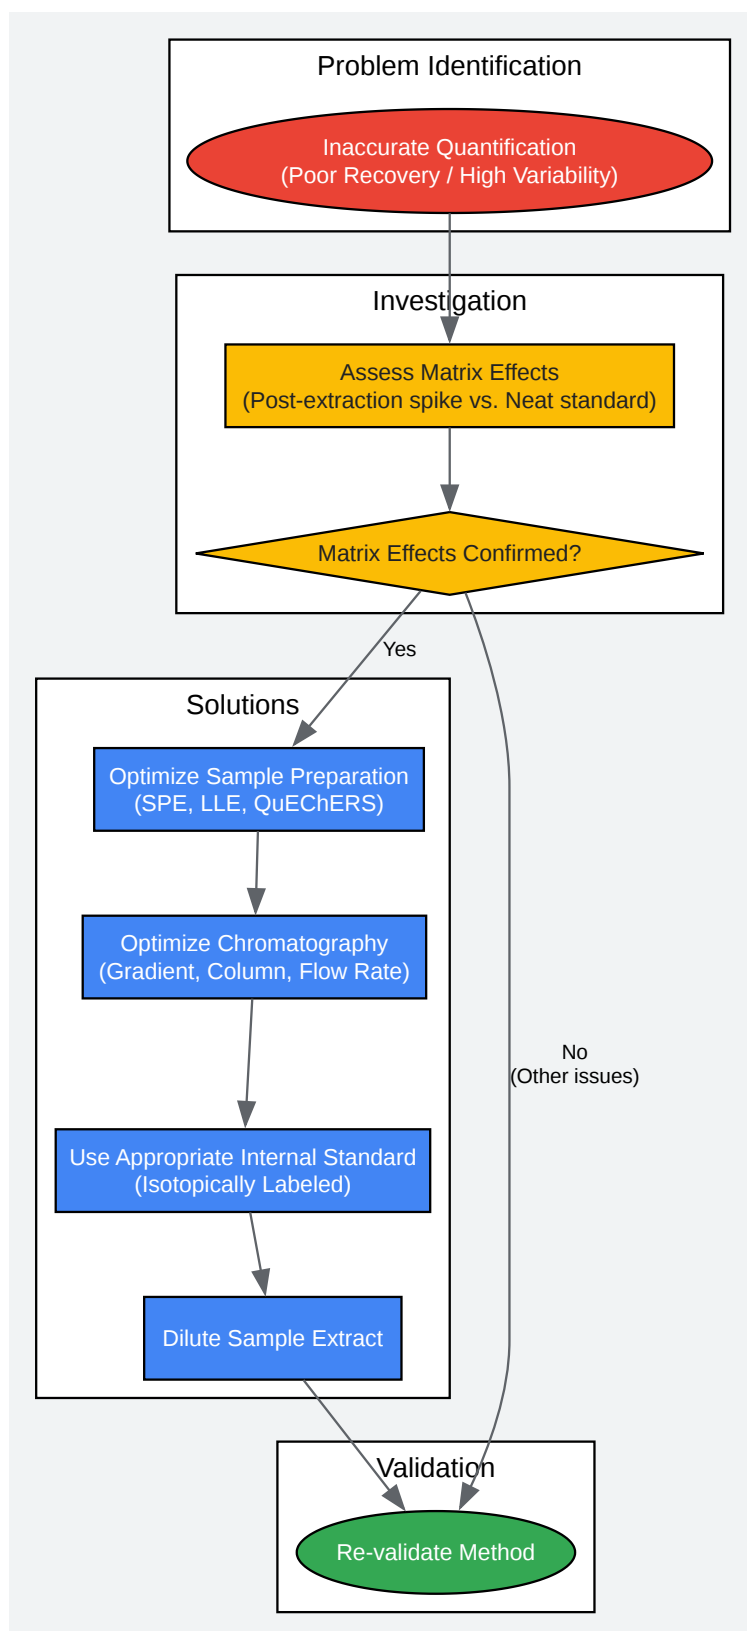 Problem Identification
Inaccurate Quantification
(Poor Recovery / High Variability)
Investigation
Assess Matrix Effects
(Post-extraction spike vs. Neat standard)
Matrix Effects Confirmed?
Yes
Solutions
Optimize Sample Preparation
(SPE, LLE, QuEChERS)
Optimize Chromatography
(Gradient, Column, Flow Rate)
No
(Other issues)
Use Appropriate Internal Standard
(Isotopically Labeled)
Dilute Sample Extract
Validation
Re-validate Method